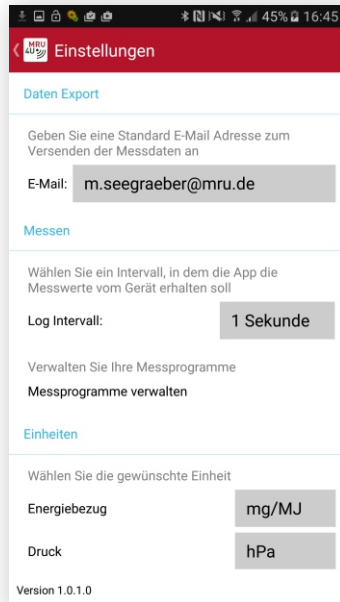 45% 16:45
MRU
4U
Einstellungen
Daten Export
Geben Sie eine Standard E-Mail Adresse zum
Versenden der Messdaten an
E-Mail: m.seegraeber@mru.de
Messen
Wählen Sie ein Intervall, in dem die App die
Messwerte vom Gerät erhalten soll
Log Intervall: 1 Sekunde
Verwalten Sie Ihre Messprogramme
Messprogramme verwalten
Einheiten
Wählen Sie die gewünschte Einheit
Energiebezug mg/MJ
Druck hPa
Version 1.0.1.0